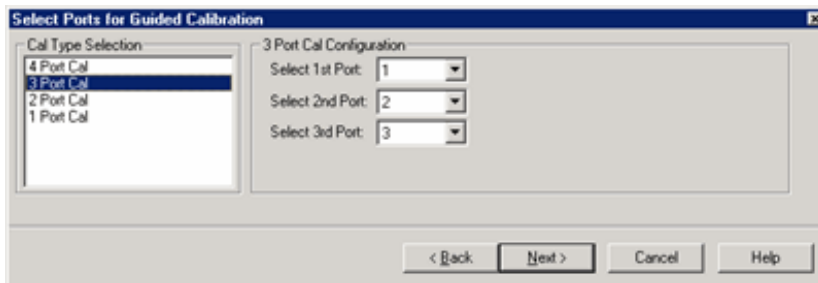 Select Ports for Guided Calibration
Cal Type Selection
4 Port Cal
3 Port Cal
2 Port Cal
1 Port Cal
3 Port Cal Configuration
Select 1st Port: 1
Select 2nd Port: 2
Select 3rd Port: 3
< Back Next > Cancel Help